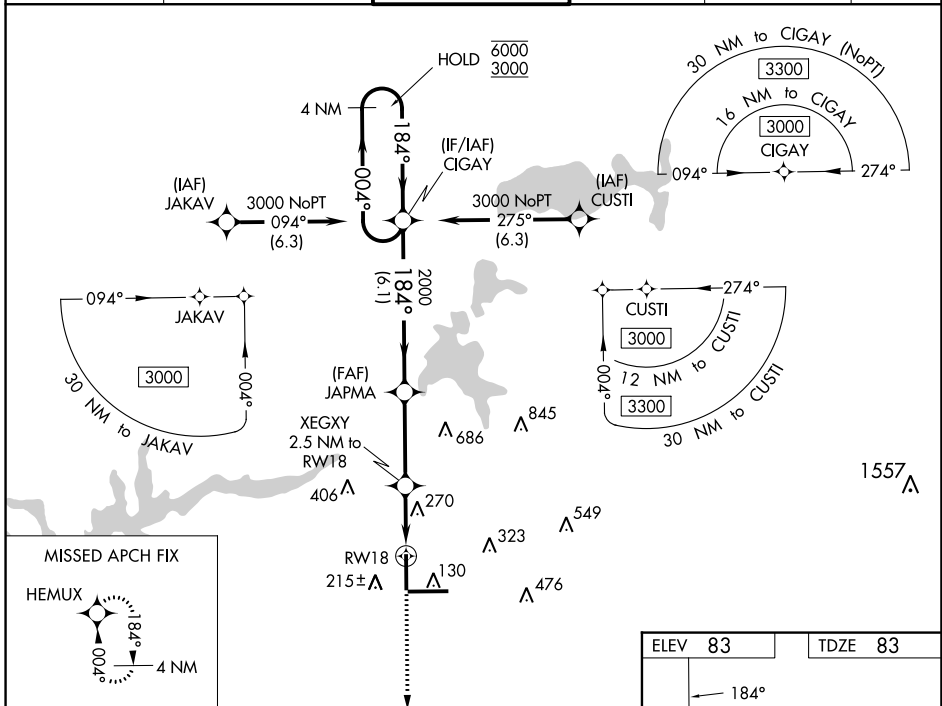 HOLD 6000
3000
4 NM
184°
004°
(IF/IAF)
CIGAY
(IAF)
JAKAV
3000 NoPT
094°
(6.3)
(IAF)
CUSTI
3000 NoPT
275°
(6.3)
30 NM to CIGAY (NoPT)
3300
16 NM to CIGAY
3000
CIGAY
094°
274°
2000
184°
(6.1)
094°
JAKAV
3000
004°
30 NM to JAKAV
274°
CUSTI
3000
004°
12 NM to CUSTI
3300
30 NM to CUSTI
(FAF)
JAPMA
XEGXY
2.5 NM to
RW18
686
845
406
270
1557
549
323
RW18
215±
130
476
MISSED APCH FIX
HEMUX
184°
004°
4 NM
ELEV 83
TDZE 83
184°